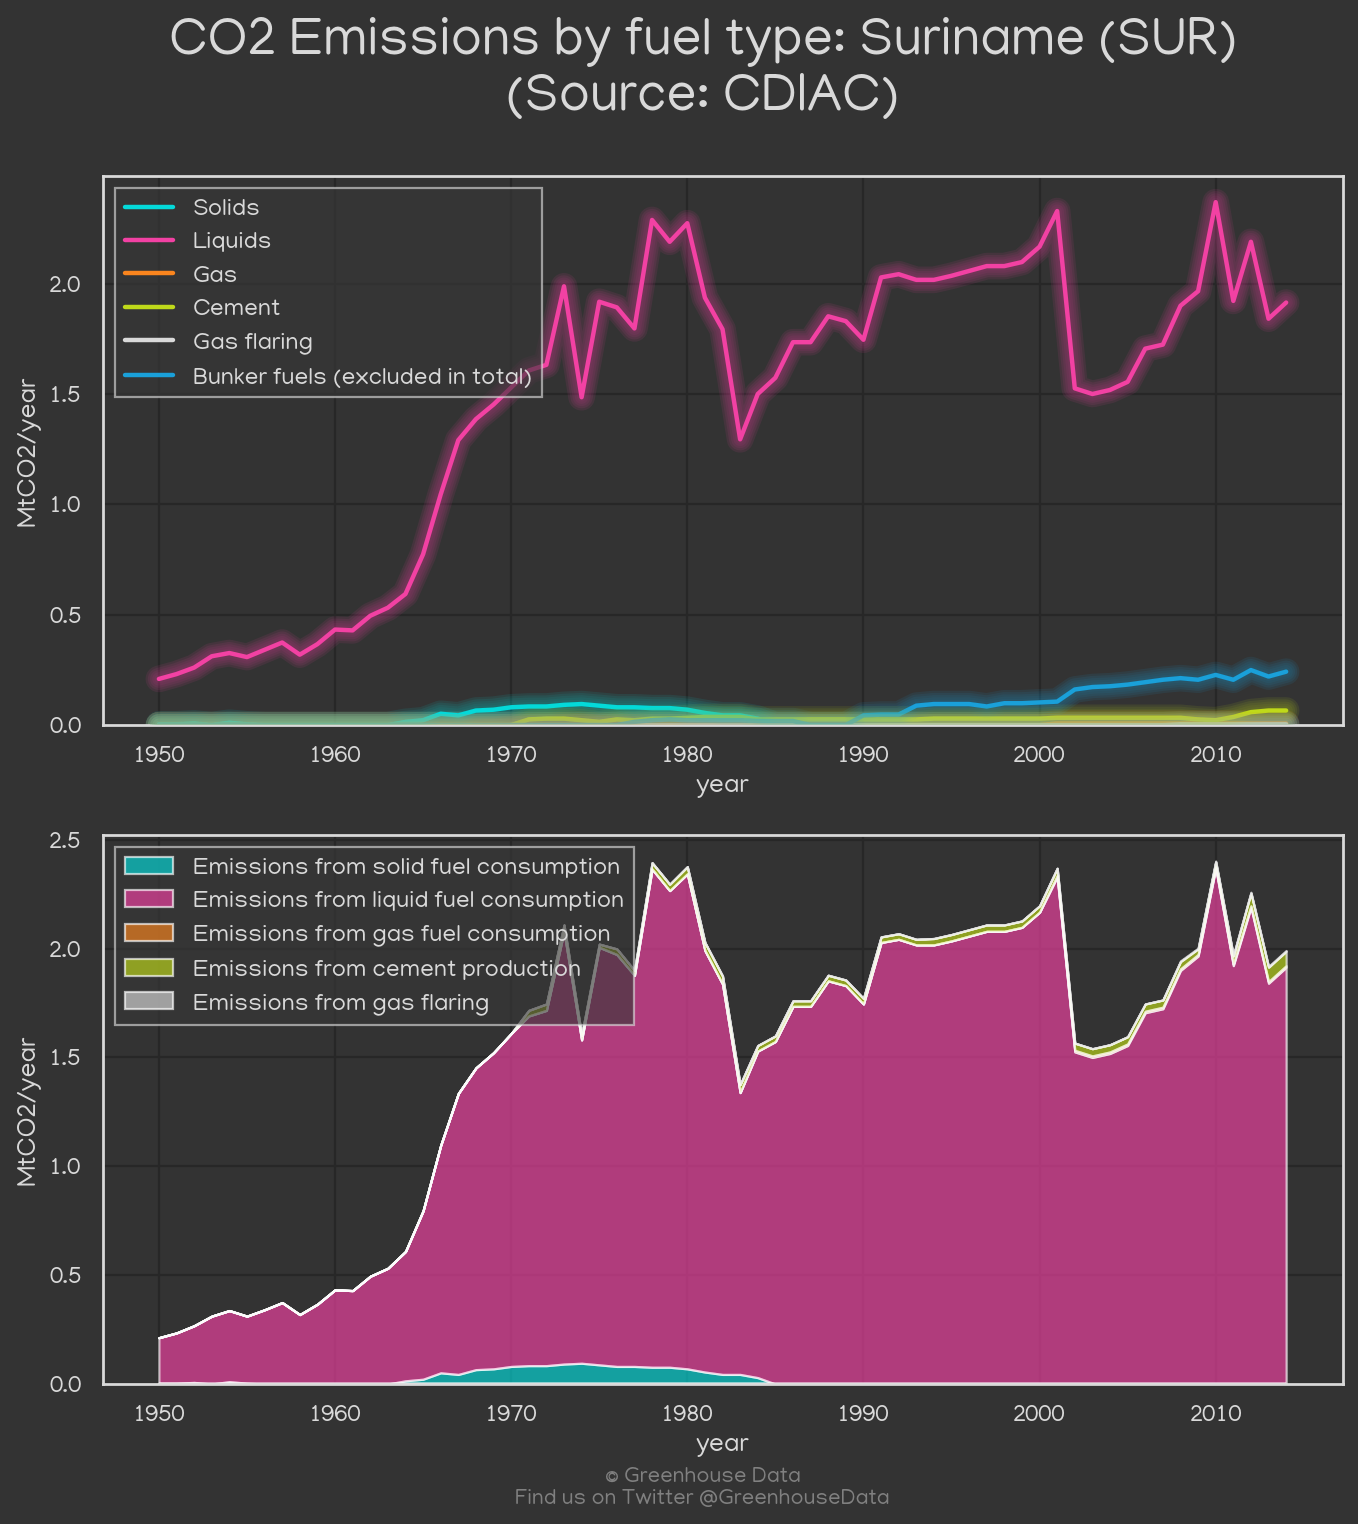 CO2 Emissions by fuel type: Suriname (SUR)
(Source: CDIAC)
Solids
Liquids
Gas
Cement
Gas flaring
Bunker fuels (excluded in total)
MtCO2/year
2.0
1.5
1.0
0.5
0.0
1950 1960 1970 1980 1990 2000 2010
year
Emissions from solid fuel consumption
Emissions from liquid fuel consumption
Emissions from gas fuel consumption
Emissions from cement production
Emissions from gas flaring
MtCO2/year
2.5
2.0
1.5
1.0
0.5
0.0
1950 1960 1970 1980 1990 2000 2010
year
© Greenhouse Data
Find us on Twitter @GreenhouseData